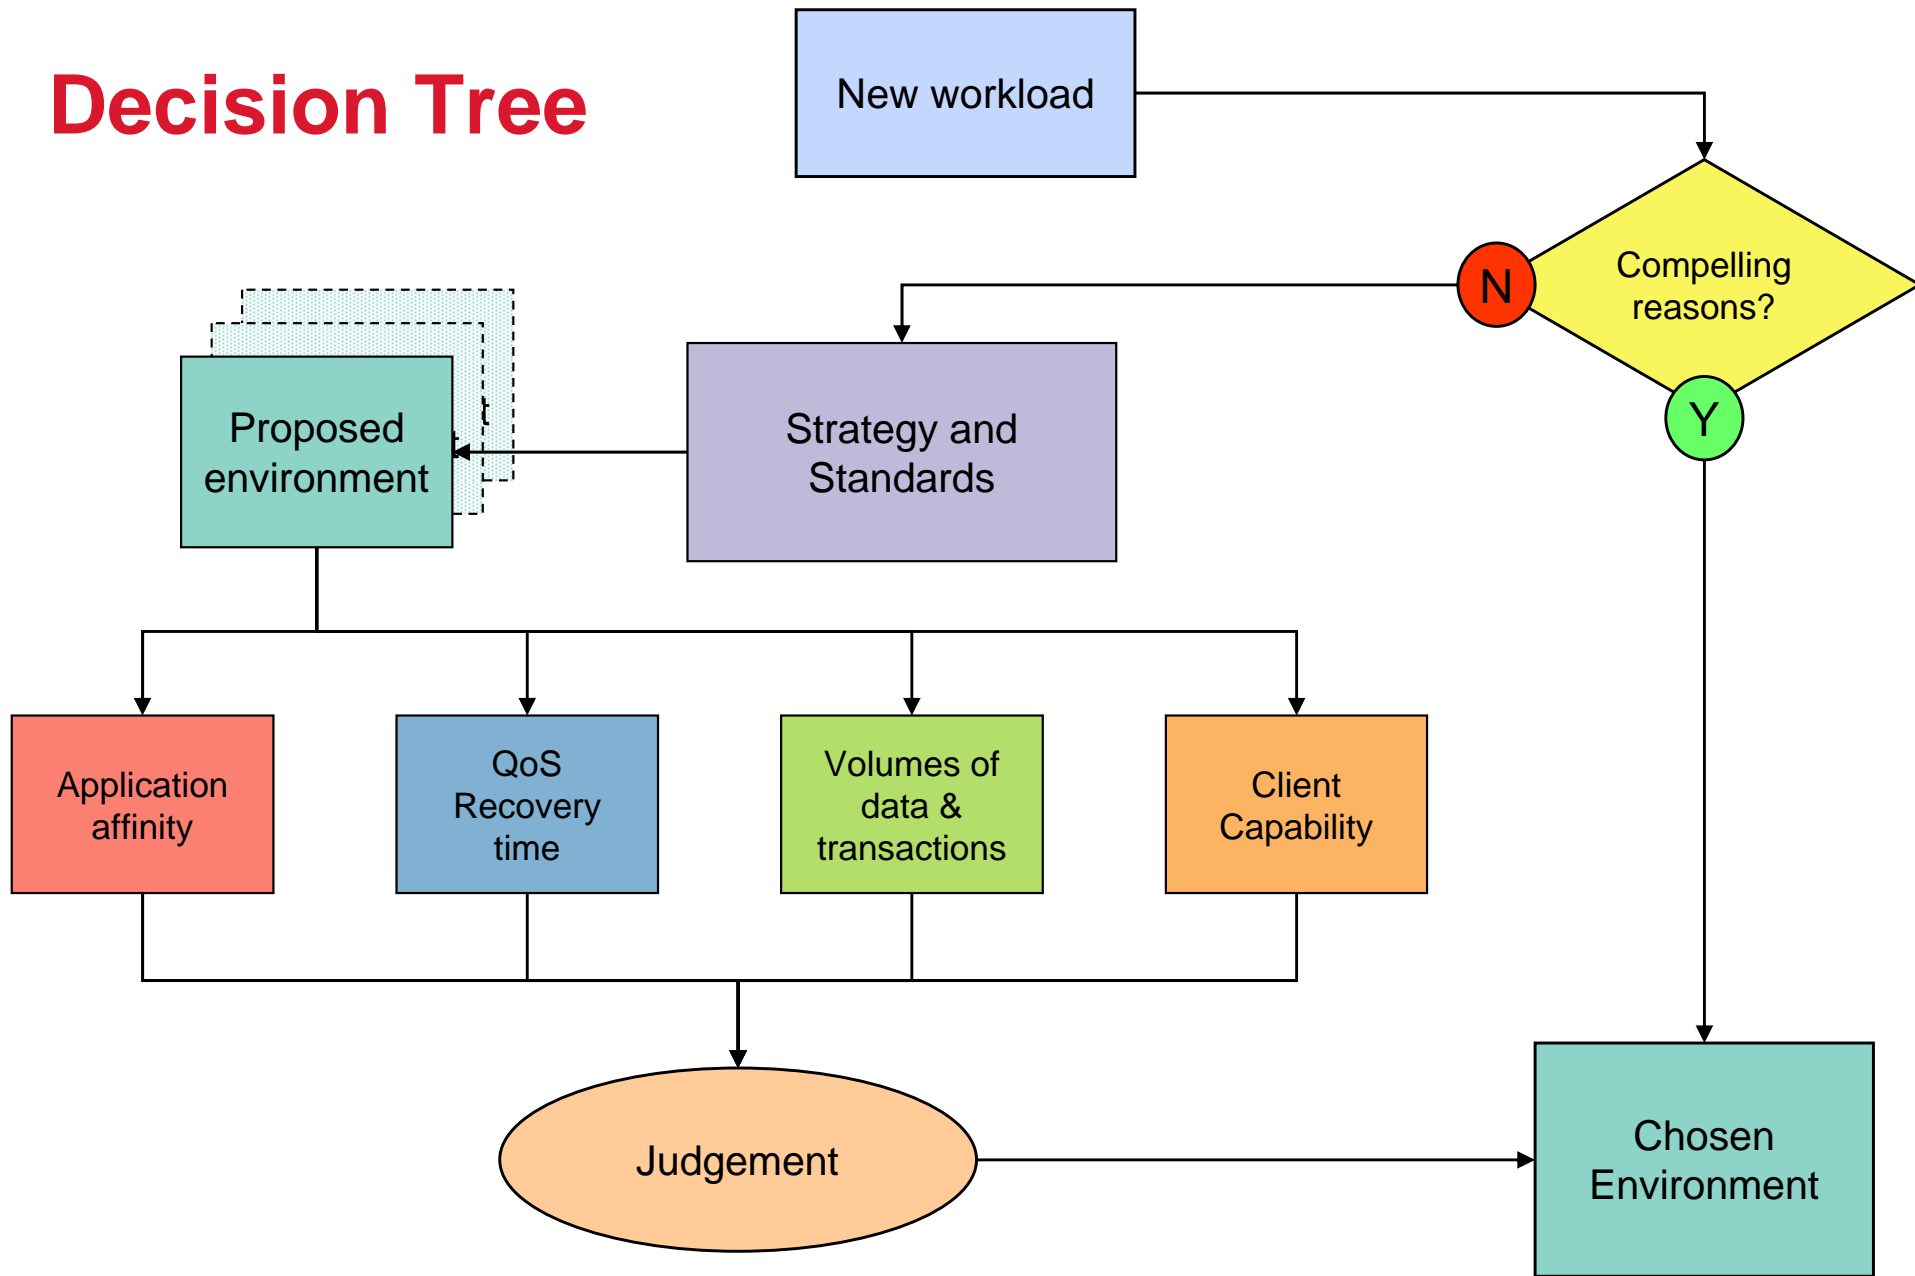 Decision Tree
New workload
Compelling
reasons?
N
Y
Proposed
environment
t
t
Strategy and
Standards
Application
affinity
QoS
Recovery
time
Volumes of
data &
transactions
Client
Capability
Judgement
Chosen
Environment